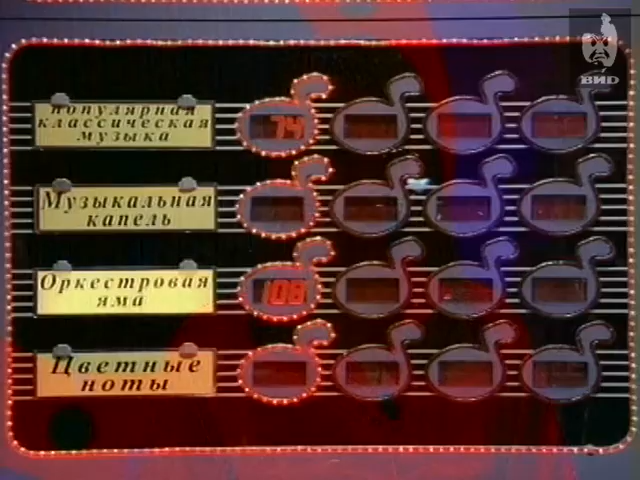 ВИD
популярная
классическая
музыка
74
Музыкальная
капель
Оркестровая
яма
108
Цветные
ноты